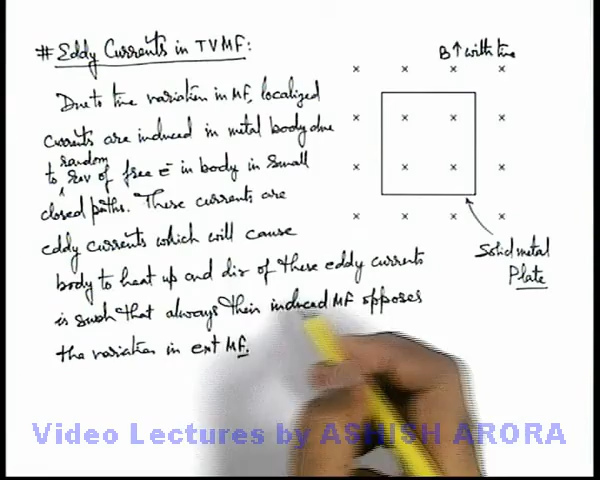 # Eddy Currents in TVMF:
B↑ with time
Due to time variation in MF, localized
currents are induced in metal body due
to random rev of free e⁻ in body in small
closed paths. These currents are
eddy currents which will cause
body to heat up and dir of these eddy currents
is such that always their induced MF opposes
the variation in ext MF.
Solid metal
Plate
Video Lectures by ASHISH ARORA